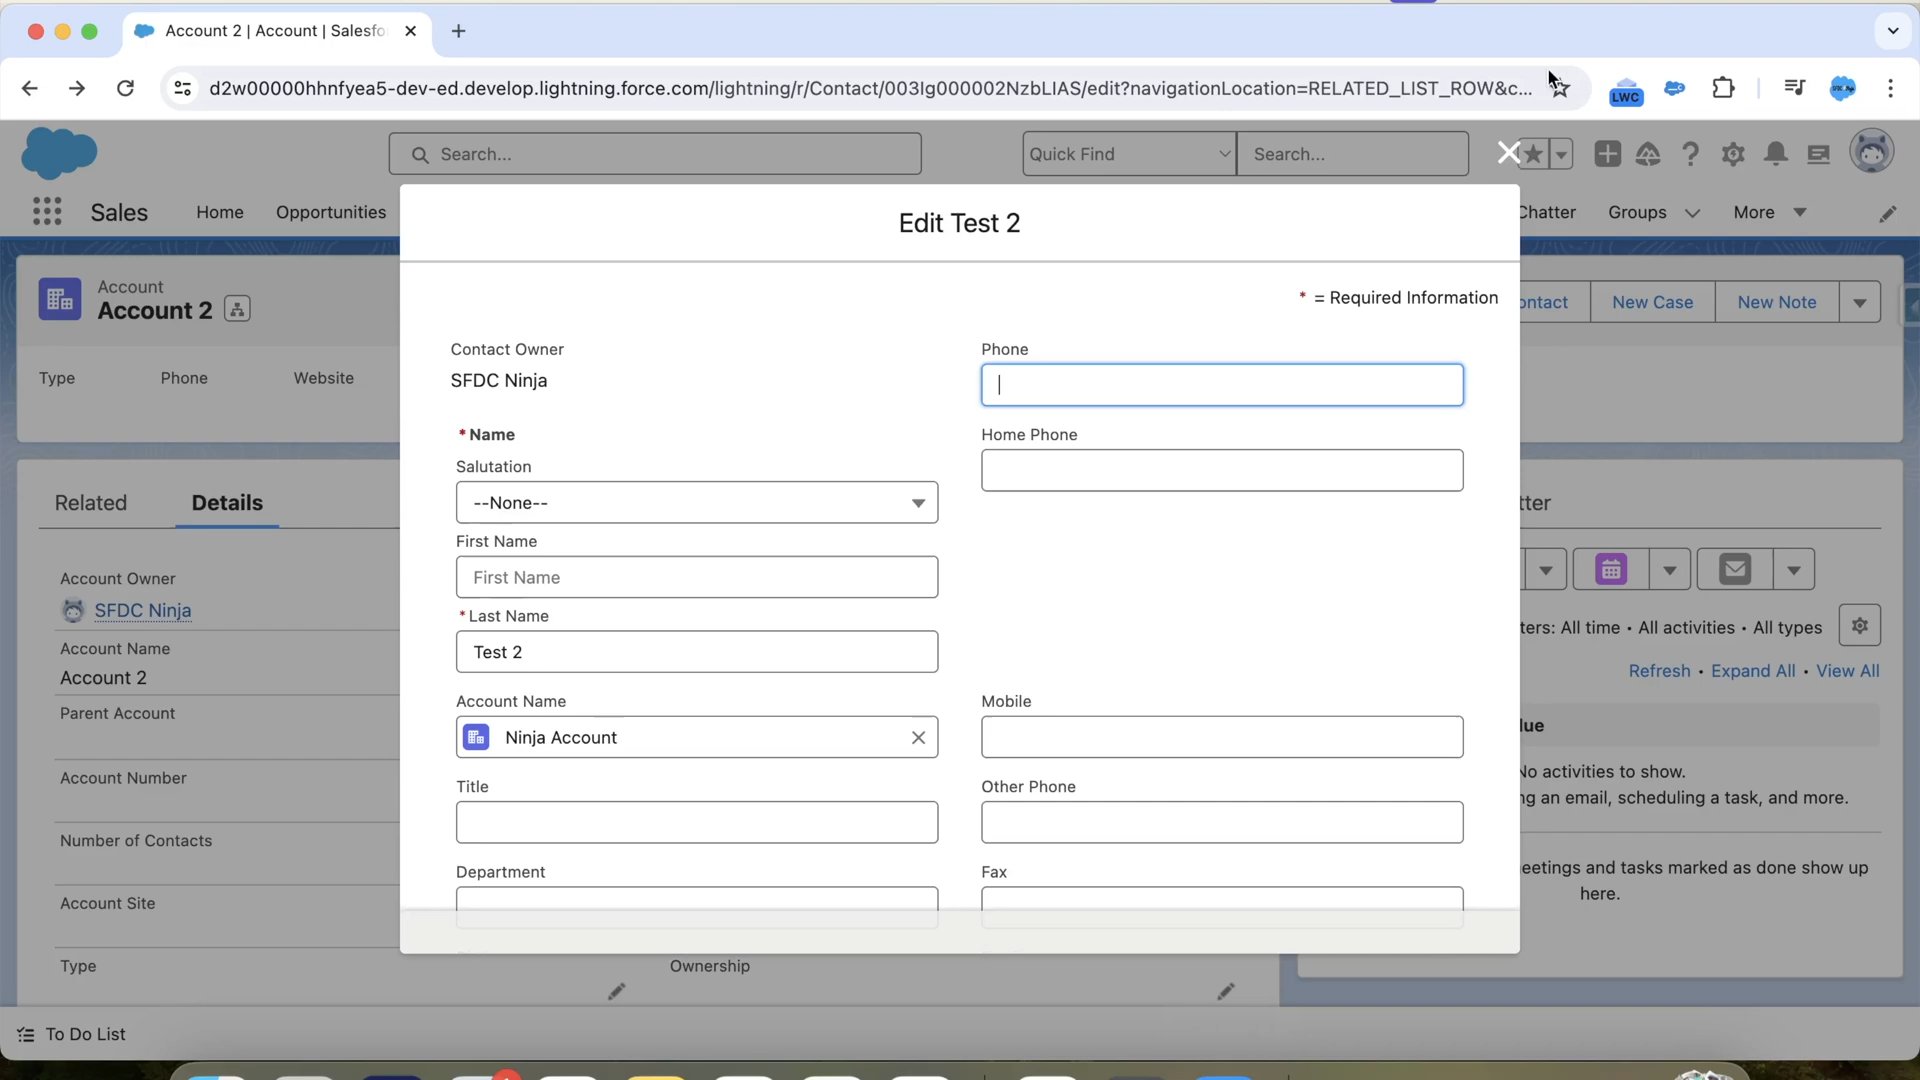 Account 2 | Account | Salesfo
d2w00000hhnfyea5-dev-ed.develop.lightning.force.com/lightning/r/Contact/003Ig000002NzbLIAS/edit?navigationLocation=RELATED_LIST_ROW&c...
LWC
Search...
Quick Find
Search...
Sales
Home
Opportunities
Chatter
Groups
More
Edit Test 2
* = Required Information
Account
Account 2
ontact
New Case
New Note
Type
Phone
Website
Contact Owner
SFDC Ninja
Phone
* Name
Home Phone
Salutation
--None--
First Name
First Name
* Last Name
Test 2
Account Name
Ninja Account
Mobile
Title
Other Phone
Department
Fax
Related
Details
tter
Account Owner
SFDC Ninja
Account Name
Account 2
Parent Account
Account Number
Number of Contacts
Account Site
Type
Ownership
ters: All time • All activities • All types
Refresh • Expand All • View All
lue
No activities to show.
ng an email, scheduling a task, and more.
eetings and tasks marked as done show up
here.
To Do List